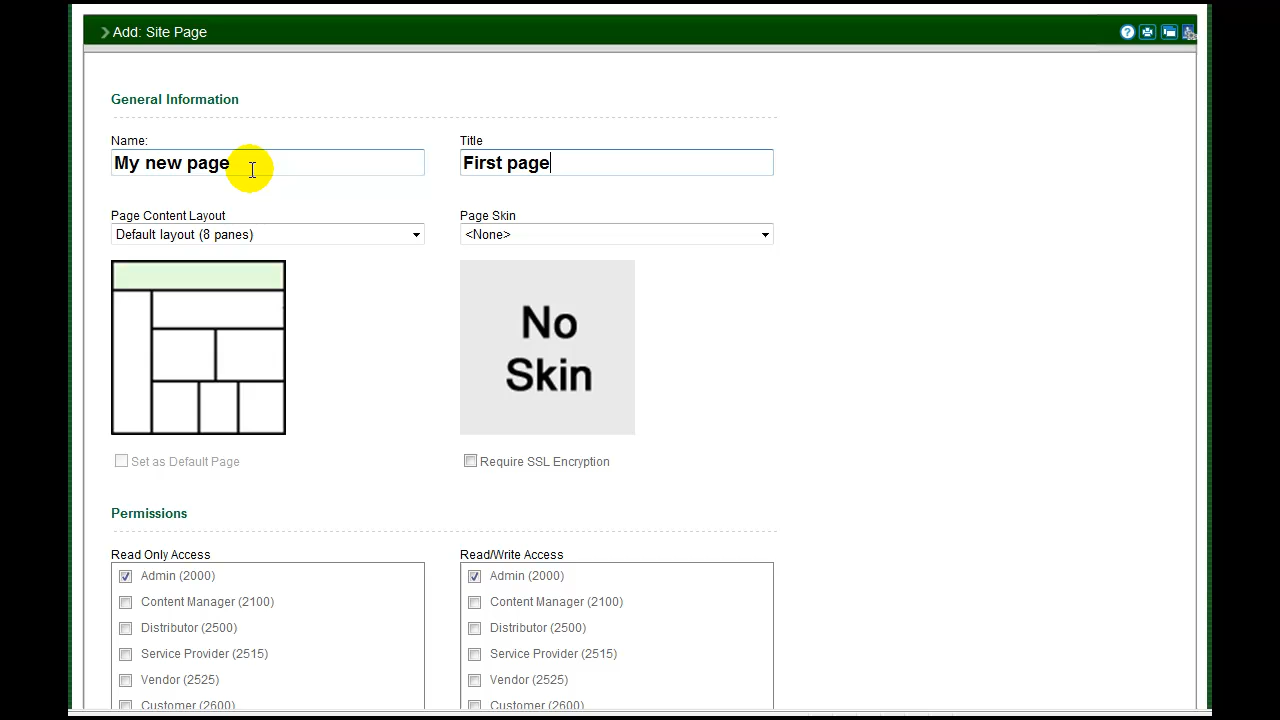 Add: Site Page
General Information
Name:
Title
My new page
First page
Page Content Layout
Page Skin
Default layout (8 panes)
<None>
No
Skin
Set as Default Page
Require SSL Encryption
Permissions
Read Only Access
Read/Write Access
Admin (2000)
Admin (2000)
Content Manager (2100)
Content Manager (2100)
Distributor (2500)
Distributor (2500)
Service Provider (2515)
Service Provider (2515)
Vendor (2525)
Vendor (2525)
Customer (2600)
Customer (2600)